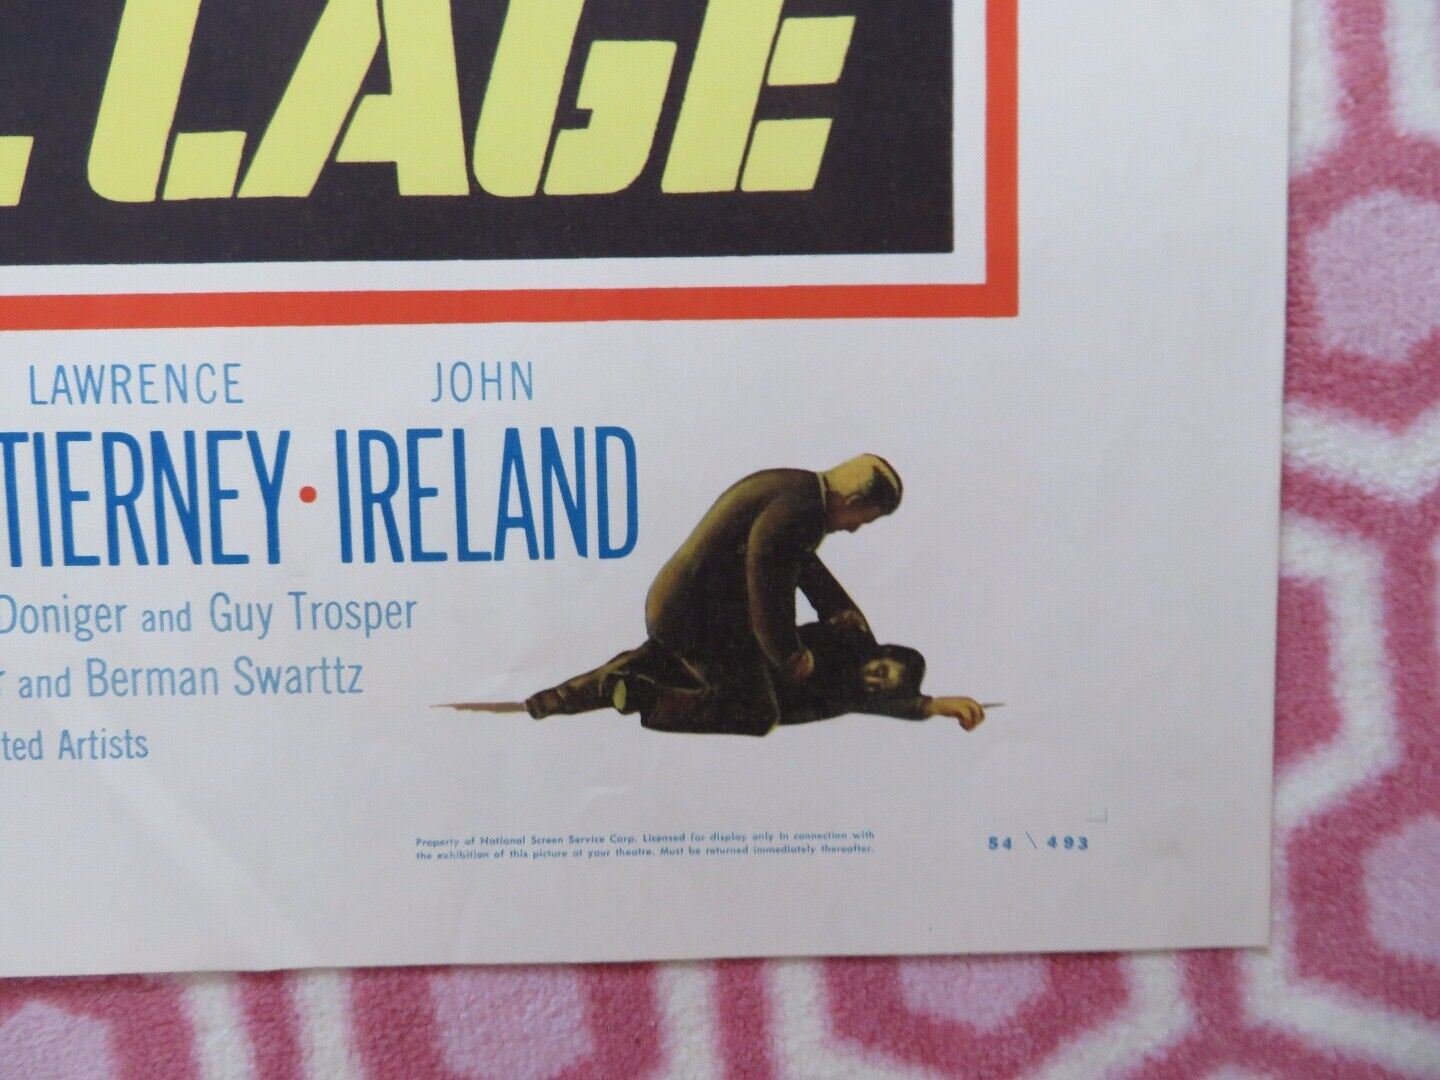 L CAGE
LAWRENCE JOHN
TIERNEY · IRELAND
Doniger and Guy Trosper
r and Berman Swarttz
ted Artists
Property of National Screen Service Corp. Licensed for display only in connection with
the exhibition of this picture at your theatre. Must be returned immediately thereafter.
54 \ 493